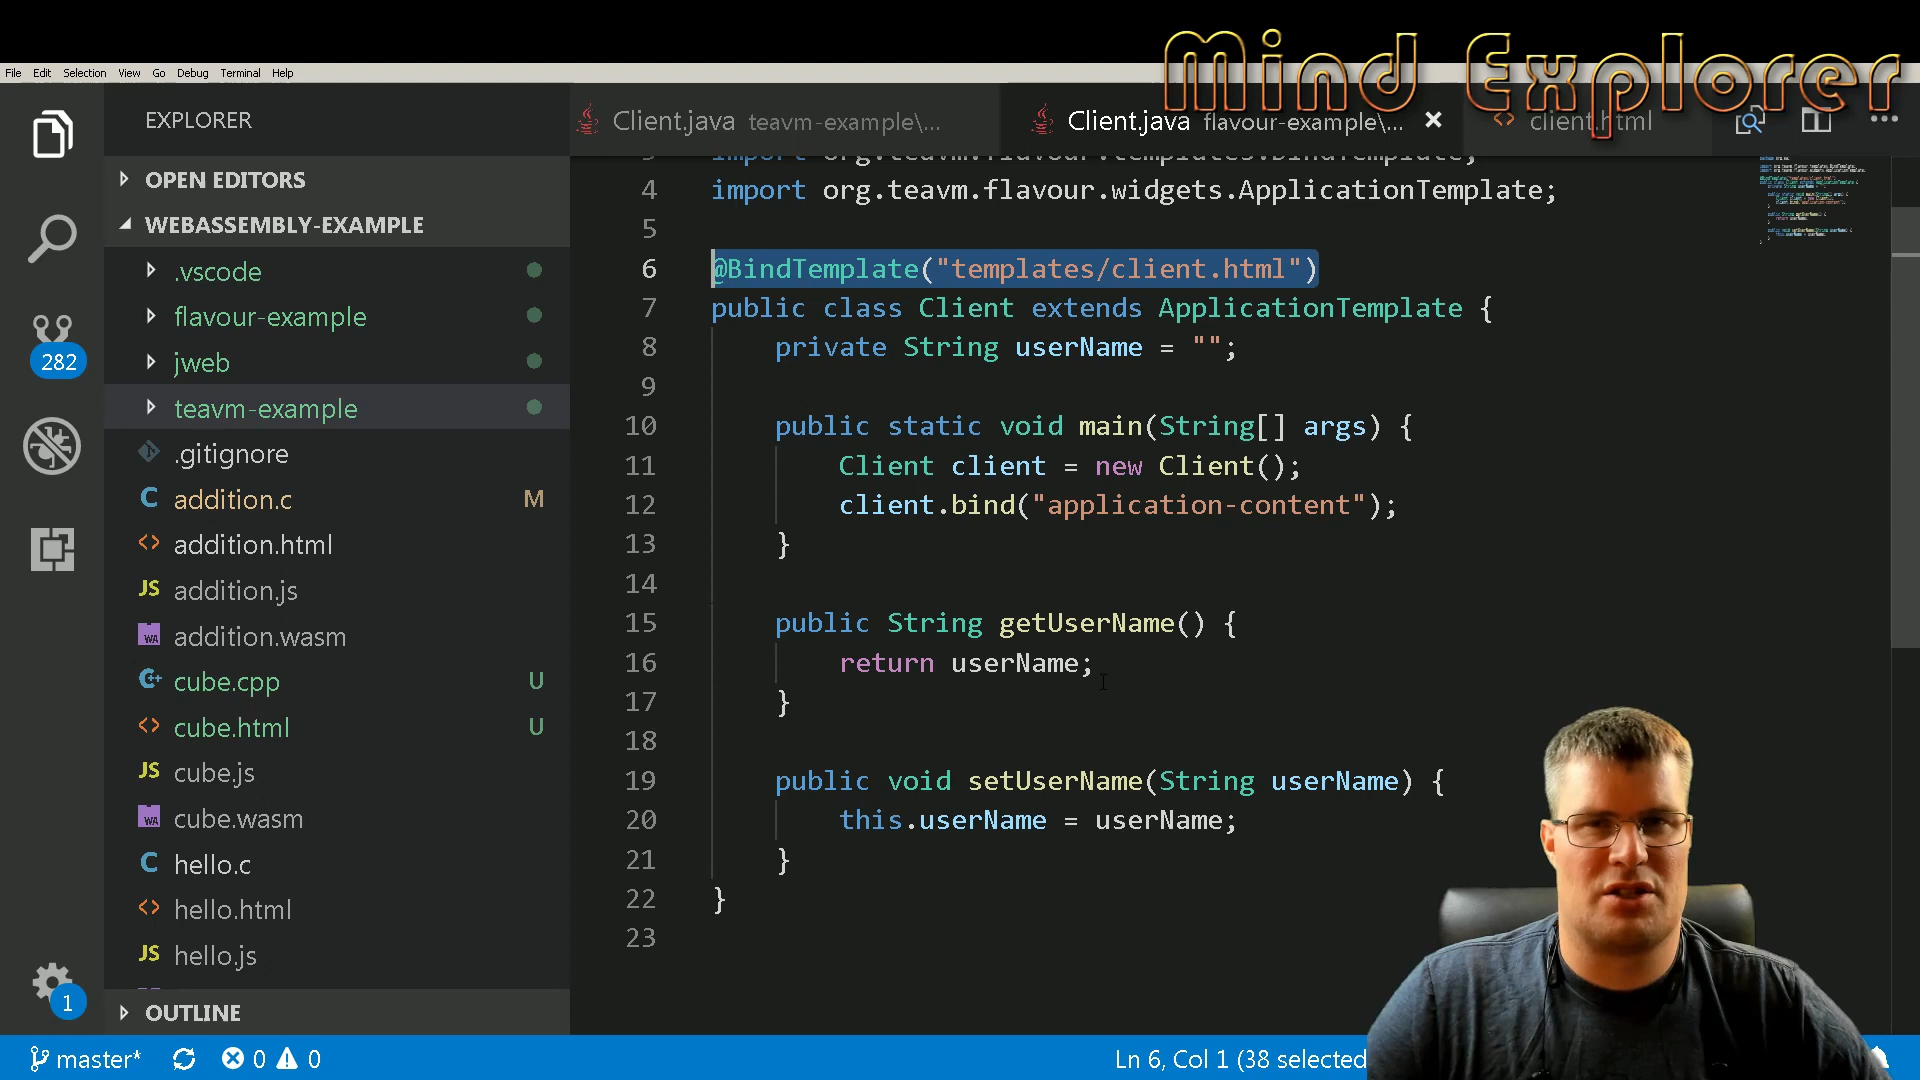 Mind Explorer
File Edit Selection View Go Debug Terminal Help
EXPLORER
OPEN EDITORS
WEBASSEMBLY-EXAMPLE
.vscode
flavour-example
jweb
teavm-example
.gitignore
addition.c M
addition.html
addition.js
addition.wasm
cube.cpp U
cube.html U
cube.js
cube.wasm
hello.c
hello.html
hello.js
OUTLINE
282
1
Client.java teavm-example\...
Client.java flavour-example\...
client.html
import org.teavm.flavour.templates.BindTemplate;
4 import org.teavm.flavour.widgets.ApplicationTemplate;
5
6 @BindTemplate("templates/client.html")
7 public class Client extends ApplicationTemplate {
8 private String userName = "";
9
10 public static void main(String[] args) {
11 Client client = new Client();
12 client.bind("application-content");
13 }
14
15 public String getUserName() {
16 return userName;
17 }
18
19 public void setUserName(String userName) {
20 this.userName = userName;
21 }
22 }
23
master* 0 0
Ln 6, Col 1 (38 selected